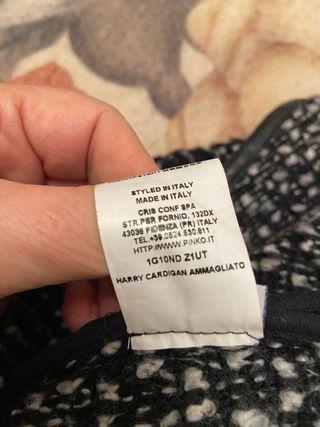 STYLED IN ITALY
MADE IN ITALY
CRIS CONF SPA
STR.PER FORNIO, 132DX
43036 FIDENZA (PR) ITALY
TEL.+39.0524.530.611
HTTP://WWW.PINKO.IT
1G10ND Z1UT
HARRY CARDIGAN AMMAGLIATO